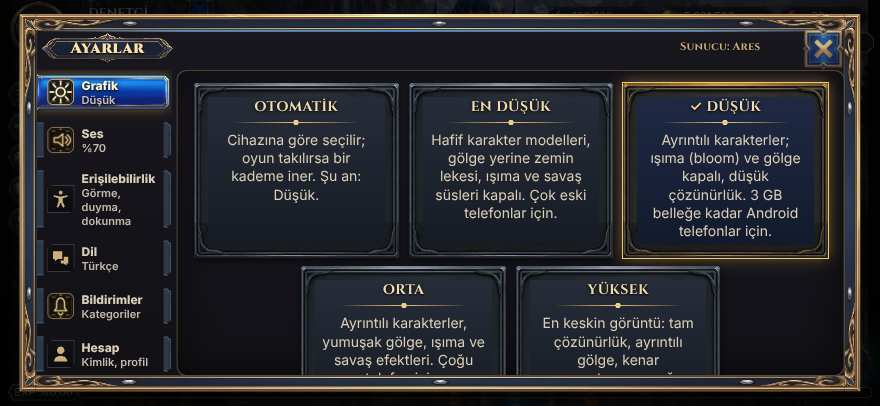 DENETÇİ
AYARLAR
SUNUCU: ARES
Grafik
Düşük
Ses
%70
Erişilebilirlik
Görme,
duyma,
dokunma
Dil
Türkçe
Bildirimler
Kategoriler
Hesap
Kimlik, profil
OTOMATİK
Cihazına göre seçilir;
oyun takılırsa bir
kademe iner. Şu an:
Düşük.
EN DÜŞÜK
Hafif karakter modelleri,
gölge yerine zemin
lekesi, ışıma ve savaş
süsleri kapalı. Çok eski
telefonlar için.
✓ DÜŞÜK
Ayrıntılı karakterler;
ışıma (bloom) ve gölge
kapalı, düşük
çözünürlük. 3 GB
belleğe kadar Android
telefonlar için.
ORTA
Ayrıntılı karakterler,
yumuşak gölge, ışıma ve
savaş efektleri. Çoğu
YÜKSEK
En keskin görüntü: tam
çözünürlük, ayrıntılı
gölge, kenar